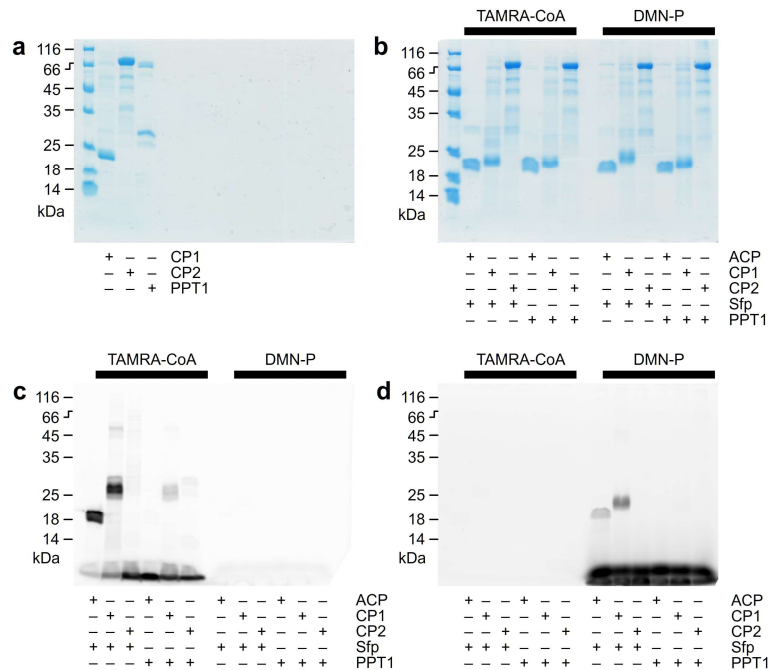 TAMRA-CoA DMN-P
a b
116 –
66
45 –
35 –
25 –
18 –
14 –
kDa
+ – – CP1
– + – CP2
– – + PPT1
116 –
66
45 –
35 –
25 –
18 –
14 –
kDa
+ – – + – – + – – + – – ACP
– + – – + – – + – – + – CP1
– – + – – + – – + – – + CP2
+ + + – – – + + + – – – Sfp
– – – + + + – – – + + + PPT1
TAMRA-CoA DMN-P
c
116 –
66
45 –
35 –
25 –
18 –
14 –
kDa
+ – – + – – + – – + – – ACP
– + – – + – – + – – + – CP1
– – + – – + – – + – – + CP2
+ + + – – – + + + – – – Sfp
– – – + + + – – – + + + PPT1
TAMRA-CoA DMN-P
d
116 –
66
45 –
35 –
25 –
18 –
14 –
kDa
+ – – + – – + – – + – – ACP
– + – – + – – + – – + – CP1
– – + – – + – – + – – + CP2
+ + + – – – + + + – – – Sfp
– – – + + + – – – + + + PPT1